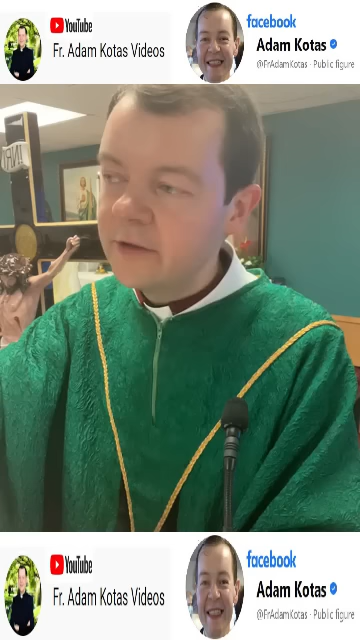 YouTube
Fr. Adam Kotas Videos
facebook
Adam Kotas
@FrAdamKotas · Public figure
INRI
YouTube
Fr. Adam Kotas Videos
facebook
Adam Kotas
@FrAdamKotas · Public figure